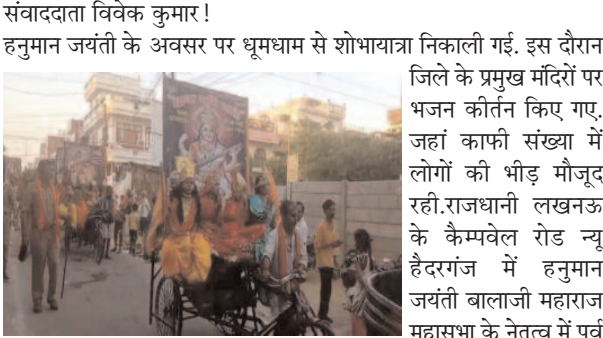 संवाददाता विवेक कुमार!
हनुमान जयंती के अवसर पर धूमधाम से शोभायात्रा निकाली गई. इस दौरान
जिले के प्रमुख मंदिरों पर
भजन कीर्तन किए गए.
जहां काफी संख्या में
लोगों की भीड़ मौजूद
रही.राजधानी लखनऊ
के कैम्पवेल रोड न्यू
हैदरगंज में हनुमान
जयंती बालाजी महाराज
महासभा के नेतृत्व में पूर्व